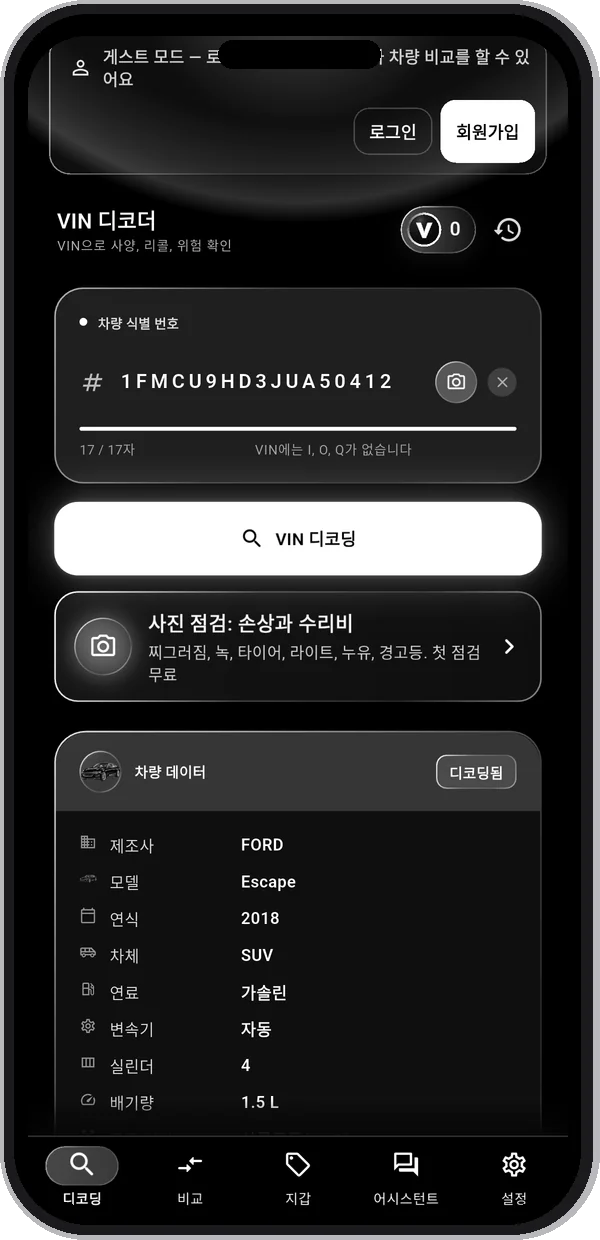 게스트 모드 — 로
차량 비교를 할 수 있
어요
로그인
회원가입
VIN 디코더
VIN으로 사양, 리콜, 위험 확인
V 0
차량 식별 번호
# 1FMCU9HD3JUA50412
17 / 17자
VIN에는 I, O, Q가 없습니다
VIN 디코딩
사진 점검: 손상과 수리비
찌그러짐, 녹, 타이어, 라이트, 누유, 경고등. 첫 점검
무료
차량 데이터
디코딩됨
제조사 FORD
모델 Escape
연식 2018
차체 SUV
연료 가솔린
변속기 자동
실린더 4
배기량 1.5 L
디코딩
비교
지갑
어시스턴트
설정